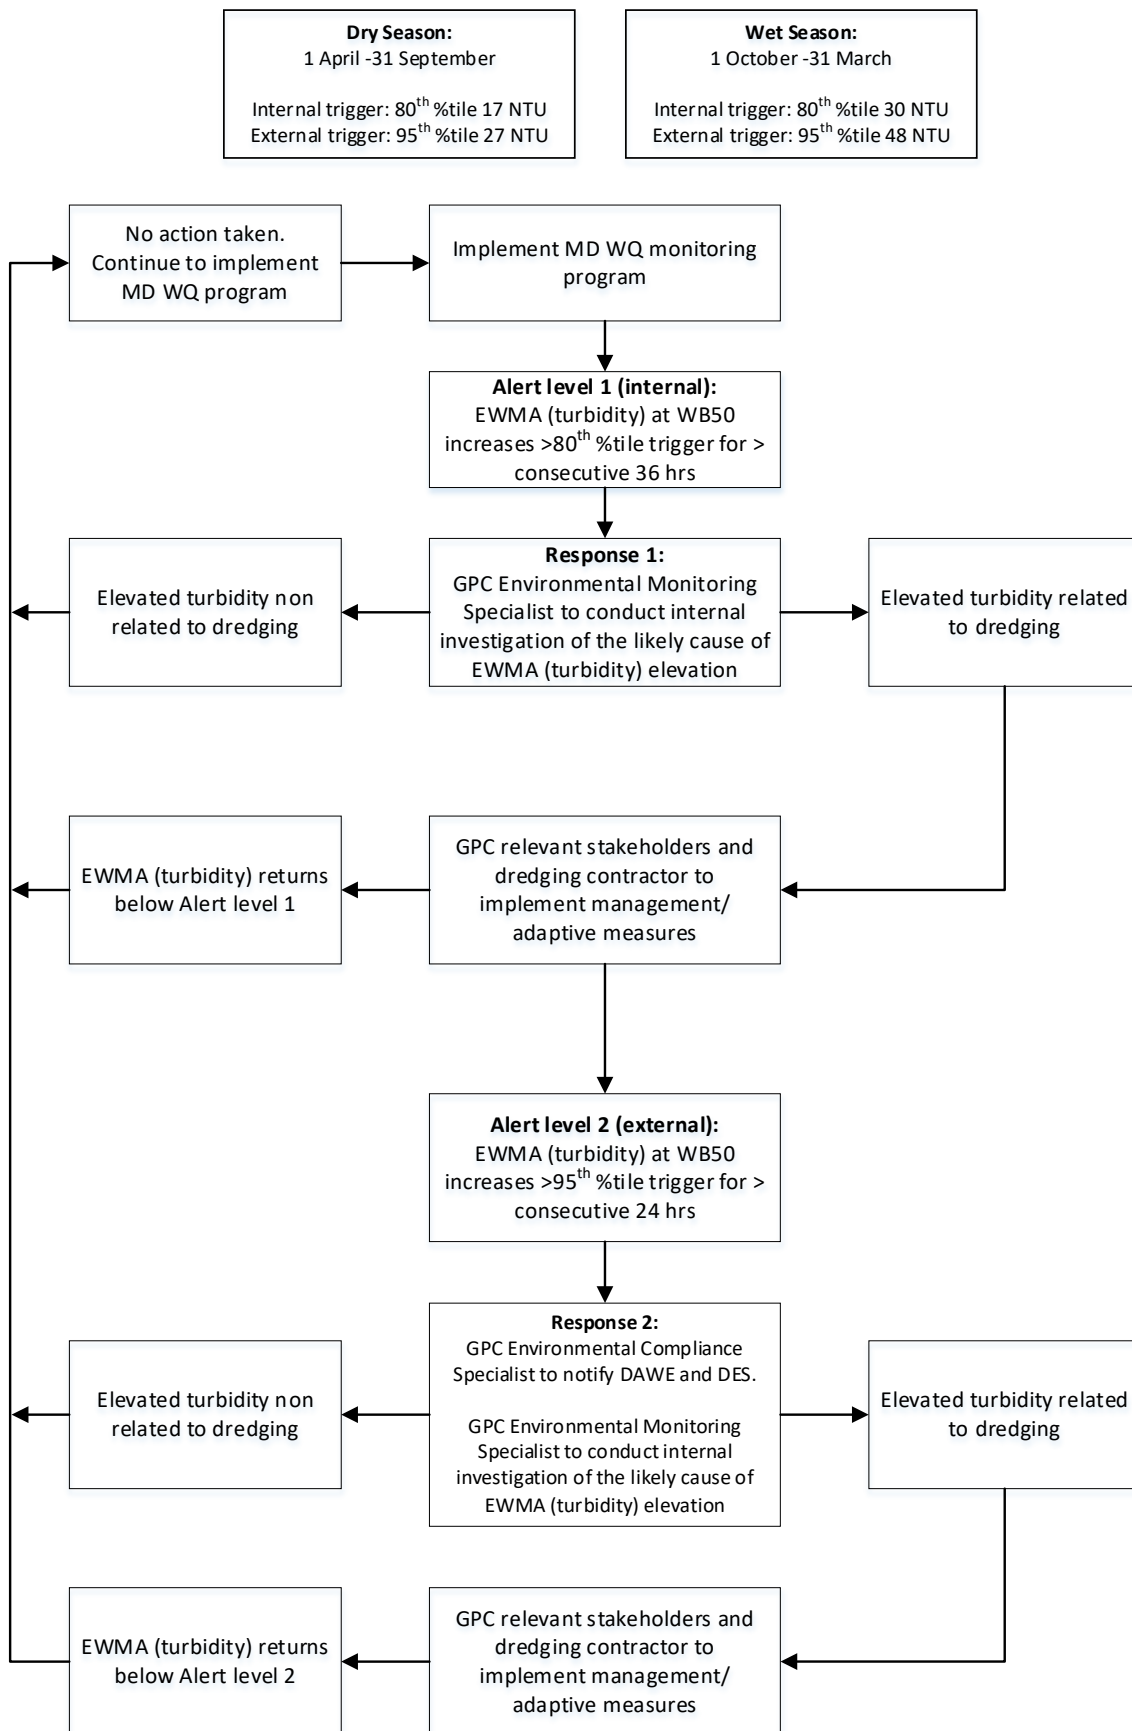 Dry Season:
1 April -31 September
Internal trigger: 80th %tile 17 NTU
External trigger: 95th %tile 27 NTU
Wet Season:
1 October -31 March
Internal trigger: 80th %tile 30 NTU
External trigger: 95th %tile 48 NTU
No action taken.
Continue to implement
MD WQ program
Implement MD WQ monitoring
program
Alert level 1 (internal):
EWMA (turbidity) at WB50
increases >80th %tile trigger for >
consecutive 36 hrs
Elevated turbidity non
related to dredging
Response 1:
GPC Environmental Monitoring
Specialist to conduct internal
investigation of the likely cause of
EWMA (turbidity) elevation
Elevated turbidity related
to dredging
EWMA (turbidity) returns
below Alert level 1
GPC relevant stakeholders and
dredging contractor to
implement management/
adaptive measures
Alert level 2 (external):
EWMA (turbidity) at WB50
increases >95th %tile trigger for >
consecutive 24 hrs
Elevated turbidity non
related to dredging
Response 2:
GPC Environmental Compliance
Specialist to notify DAWE and DES.
GPC Environmental Monitoring
Specialist to conduct internal
investigation of the likely cause of
EWMA (turbidity) elevation
Elevated turbidity related
to dredging
EWMA (turbidity) returns
below Alert level 2
GPC relevant stakeholders and
dredging contractor to
implement management/
adaptive measures